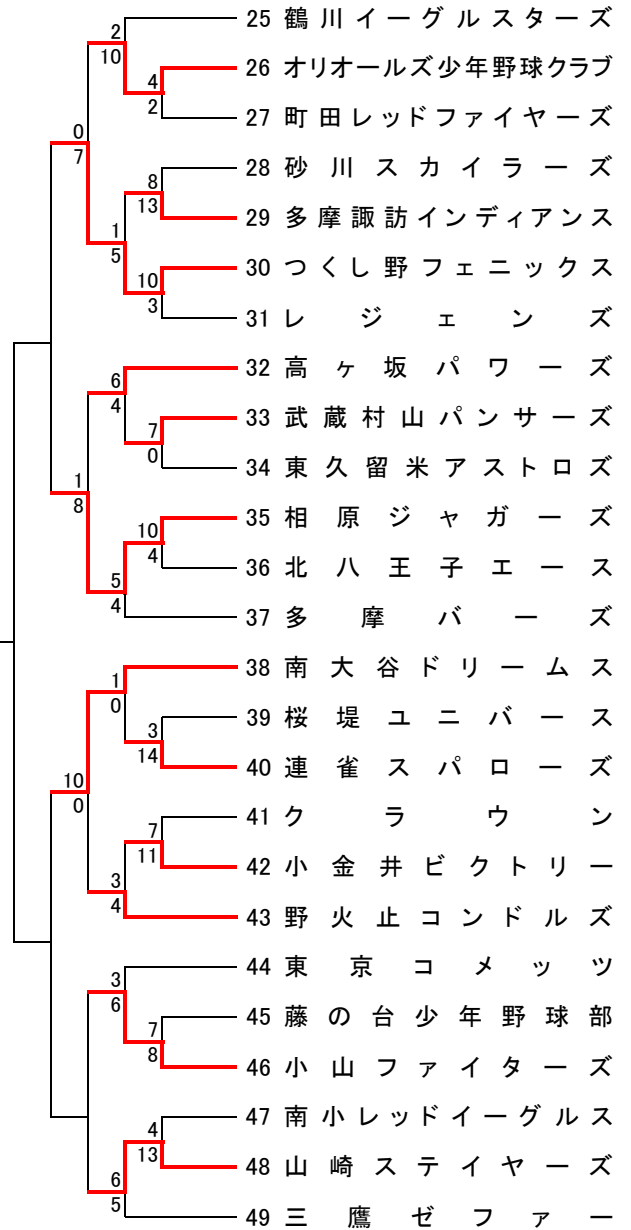 2
25 鶴川イーグルスターズ
10
4
26 オリオールズ少年野球クラブ
2
27 町田レッドファイヤーズ
0
7
8
28 砂川スカイラーズ
13
29 多摩諏訪インディアンス
1
5
10
30 つくし野フェニックス
3
31 レジェンズ
6
32 高ヶ坂パワーズ
4
7
33 武蔵村山パンサーズ
0
34 東久留米アストロズ
1
8
10
35 相原ジャガーズ
4
36 北八王子エース
5
4
37 多摩バーズ
1
38 南大谷ドリームス
0
3
39 桜堤ユニバース
14
40 連雀スパローズ
10
0
7
41 クラウン
11
42 小金井ビクトリー
3
4
43 野火止コンドルズ
3
44 東京コメッツ
6
7
45 藤の台少年野球部
8
46 小山ファイターズ
4
47 南小レッドイーグルス
13
48 山崎ステイヤーズ
6
5
49 三鷹ゼファー